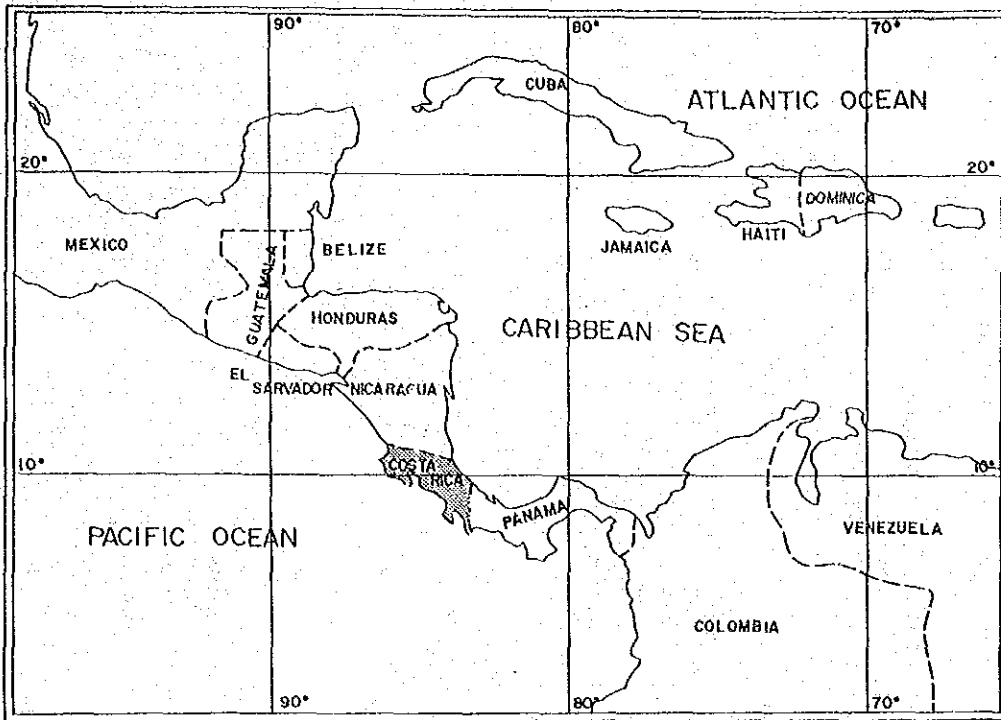 90°
80°
70°
CUBA
ATLANTIC OCEAN
20°
20°
DOMINICA
MEXICO
BELIZE
JAMAICA
HAITI
GUATEMALA
HONDURAS
CARIBBEAN SEA
EL
SARVADOR
NICARAGUA
10°
10°
COSTA
RICA
PANAMA
PACIFIC OCEAN
VENEZUELA
COLOMBIA
90°
80°
70°